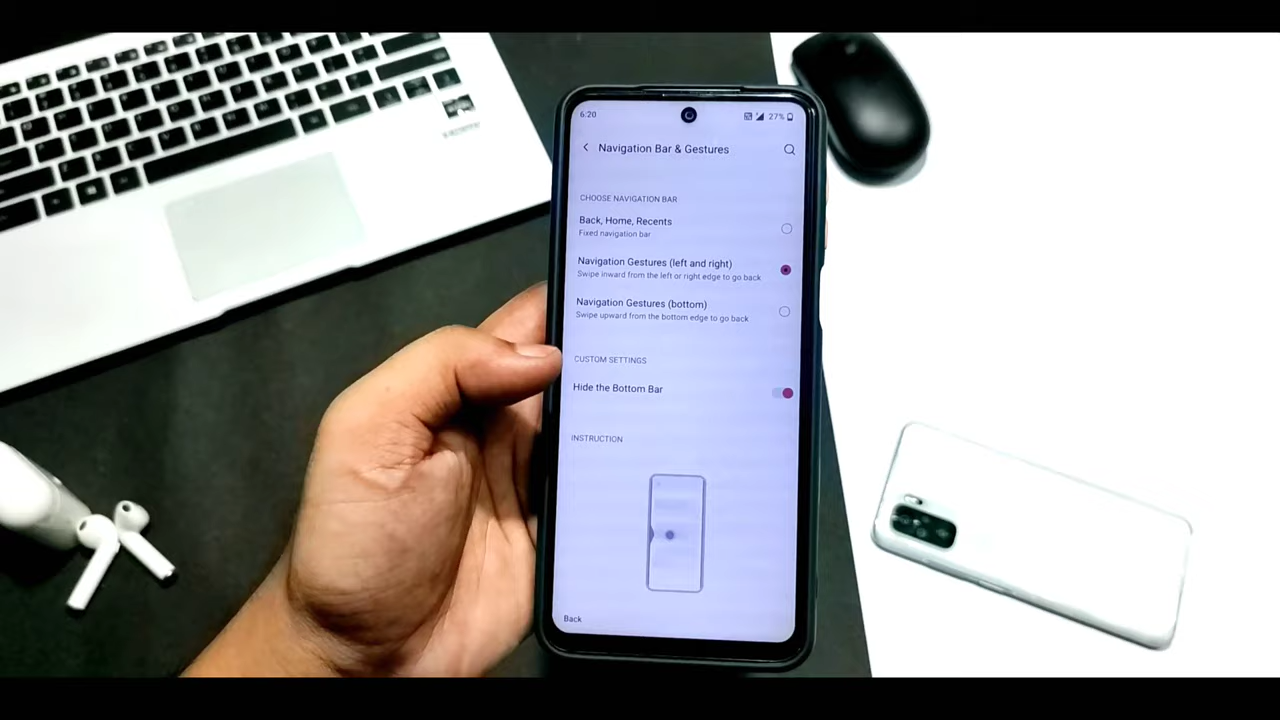 6:20
27%
Navigation Bar & Gestures
CHOOSE NAVIGATION BAR
Back, Home, Recents
Fixed navigation bar
Navigation Gestures (left and right)
Swipe inward from the left or right edge to go back
Navigation Gestures (bottom)
Swipe upward from the bottom edge to go back
CUSTOM SETTINGS
Hide the Bottom Bar
INSTRUCTION
Back